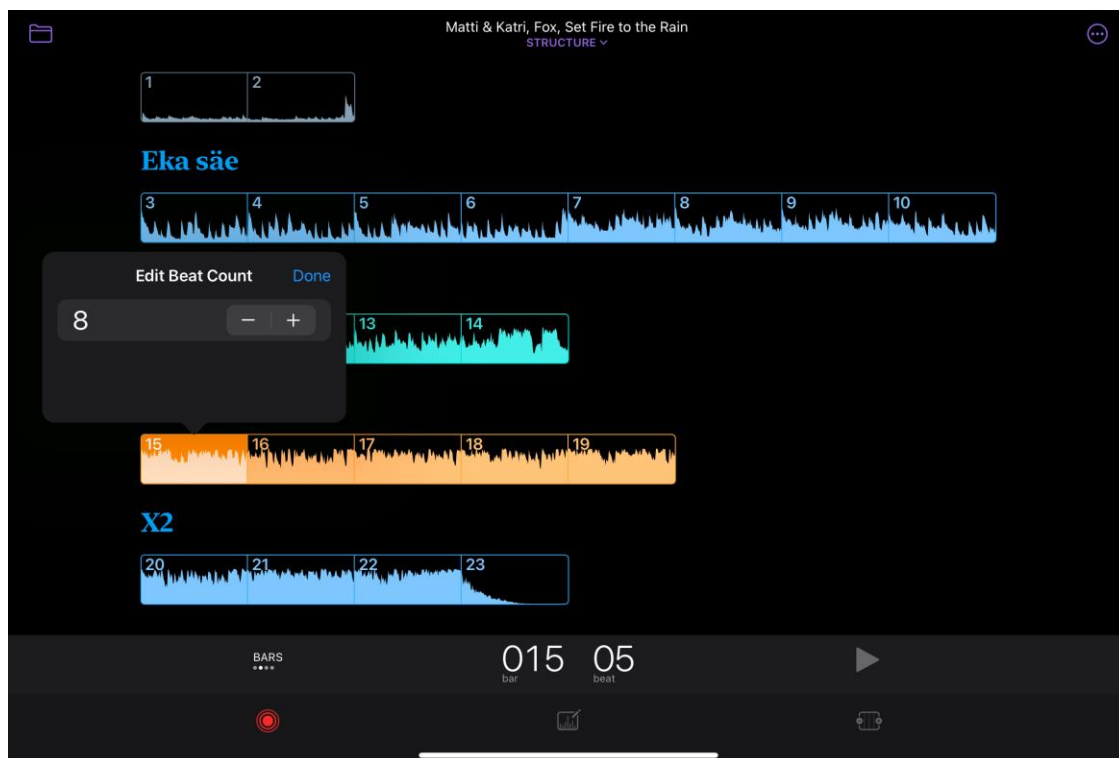 Matti & Katri, Fox, Set Fire to the Rain
STRUCTURE
1 2
Eka säe
3 4 5 6 7 8 9 10
Edit Beat Count Done
8 − +
13 14
15 16 17 18 19
X2
20 21 22 23
BARS
015 05
bar beat